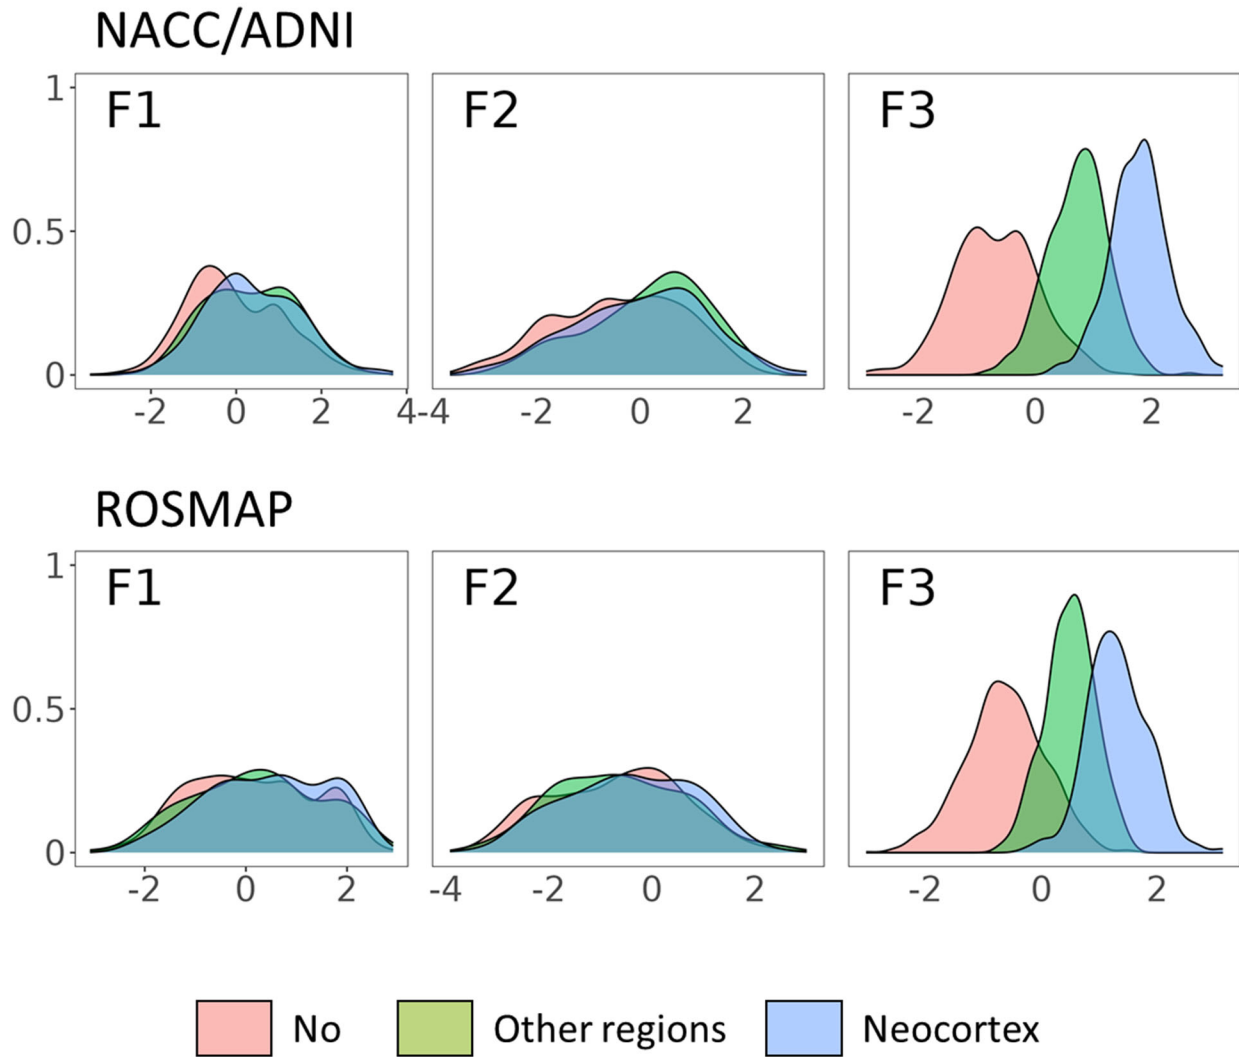 NACC/ADNI
1
F1
F2
F3
0.5
0
-2 0 2 4 -4 -2 0 2 -2 0 2
ROSMAP
1
F1
F2
F3
0.5
0
-2 0 2 -4 -2 0 2 -2 0 2
No Other regions Neocortex